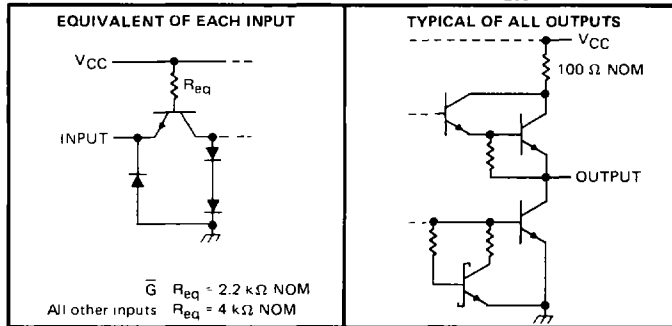 EQUIVALENT OF EACH INPUT
VCC
Req
INPUT
G̅ Req = 2.2 kΩ NOM
All other inputs Req = 4 kΩ NOM
TYPICAL OF ALL OUTPUTS
VCC
100 Ω NOM
OUTPUT